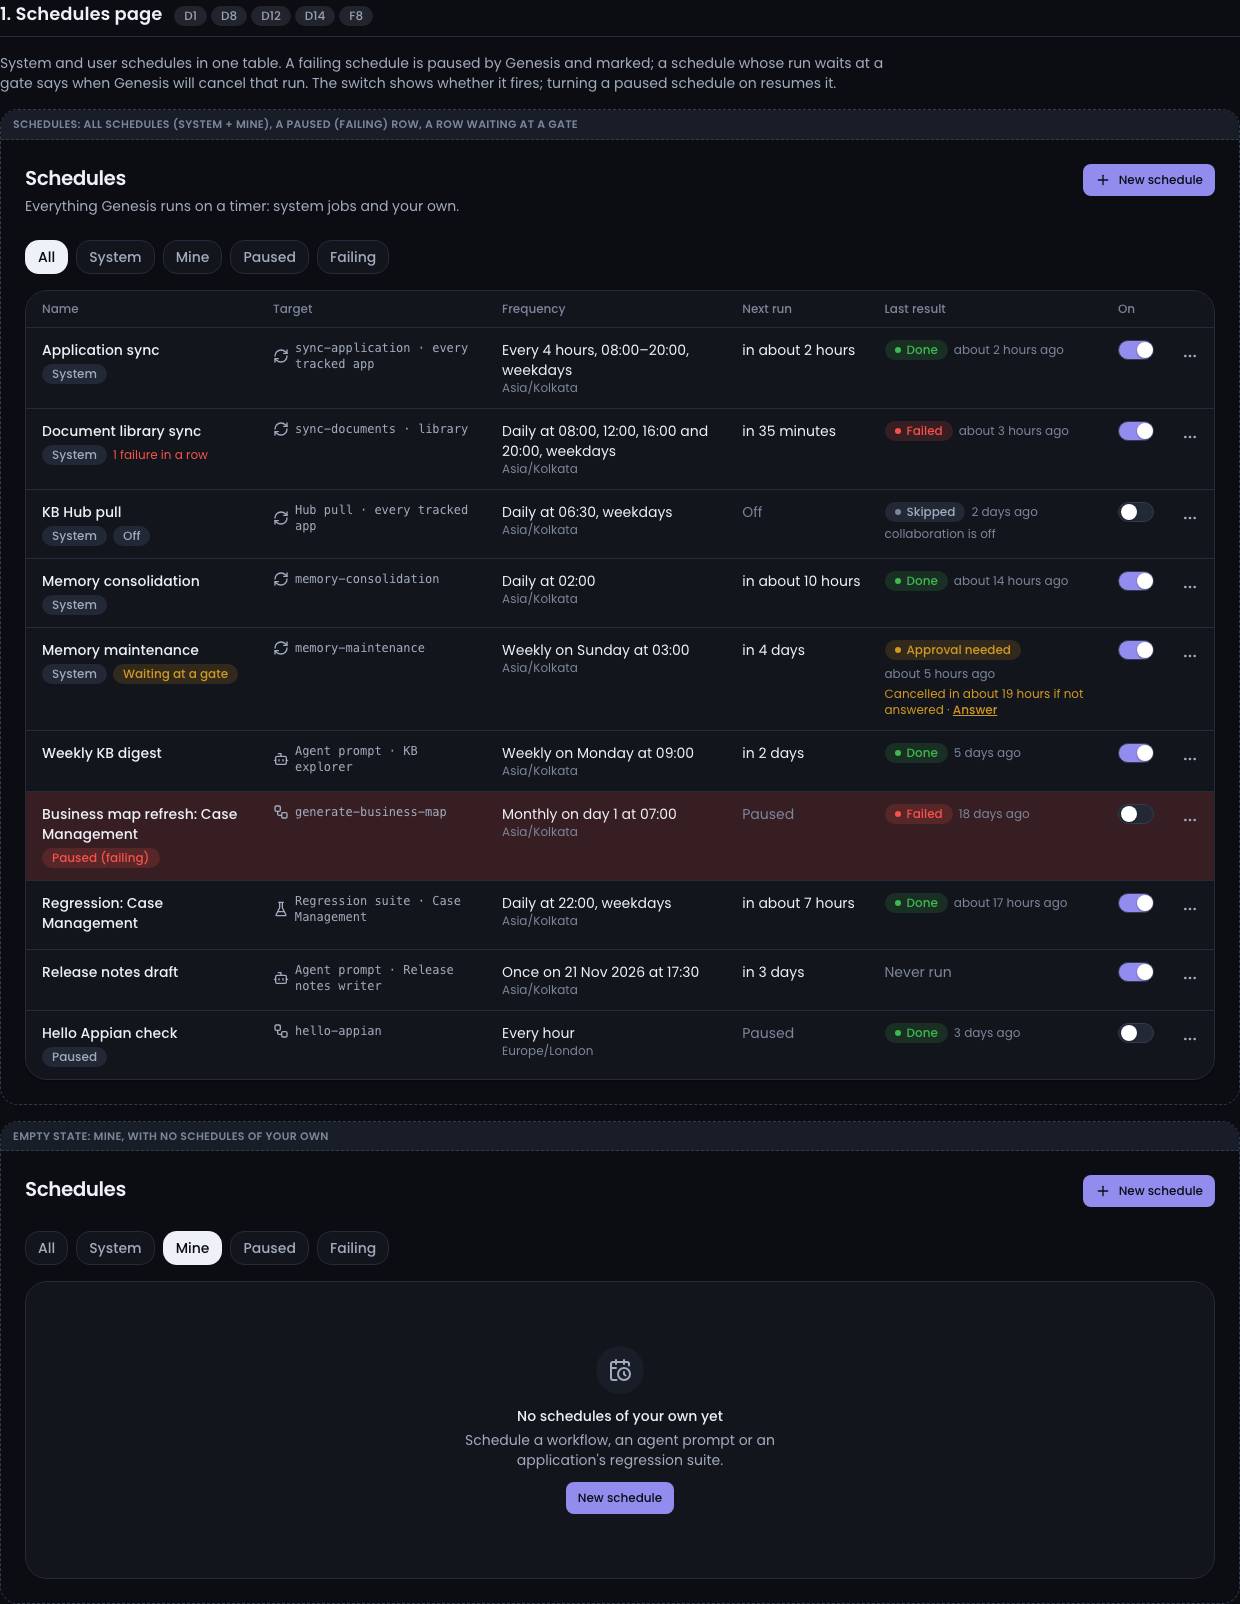 1. Schedules page D1 D8 D12 D14 F8
System and user schedules in one table. A failing schedule is paused by Genesis and marked; a schedule whose run waits at a
gate says when Genesis will cancel that run. The switch shows whether it fires; turning a paused schedule on resumes it.
SCHEDULES: ALL SCHEDULES (SYSTEM + MINE), A PAUSED (FAILING) ROW, A ROW WAITING AT A GATE
Schedules
New schedule
Everything Genesis runs on a timer: system jobs and your own.
All System Mine Paused Failing
Name Target Frequency Next run Last result On
Application sync
System
sync-application · every
tracked app
Every 4 hours, 08:00–20:00,
weekdays
Asia/Kolkata
in about 2 hours
Done about 2 hours ago
Document library sync
System 1 failure in a row
sync-documents · library
Daily at 08:00, 12:00, 16:00 and
20:00, weekdays
Asia/Kolkata
in 35 minutes
Failed about 3 hours ago
KB Hub pull
System Off
Hub pull · every tracked
app
Daily at 06:30, weekdays
Asia/Kolkata
Off
Skipped 2 days ago
collaboration is off
Memory consolidation
System
memory-consolidation
Daily at 02:00
Asia/Kolkata
in about 10 hours
Done about 14 hours ago
Memory maintenance
System Waiting at a gate
memory-maintenance
Weekly on Sunday at 03:00
Asia/Kolkata
in 4 days
Approval needed
about 5 hours ago
Cancelled in about 19 hours if not
answered · Answer
Weekly KB digest
Agent prompt · KB
explorer
Weekly on Monday at 09:00
Asia/Kolkata
in 2 days
Done 5 days ago
Business map refresh: Case
Management
Paused (failing)
generate-business-map
Monthly on day 1 at 07:00
Asia/Kolkata
Paused
Failed 18 days ago
Regression: Case
Management
Regression suite · Case
Management
Daily at 22:00, weekdays
Asia/Kolkata
in about 7 hours
Done about 17 hours ago
Release notes draft
Agent prompt · Release
notes writer
Once on 21 Nov 2026 at 17:30
Asia/Kolkata
in 3 days
Never run
Hello Appian check
Paused
hello-appian
Every hour
Europe/London
Paused
Done 3 days ago
EMPTY STATE: MINE, WITH NO SCHEDULES OF YOUR OWN
Schedules
New schedule
All System Mine Paused Failing
No schedules of your own yet
Schedule a workflow, an agent prompt or an
application's regression suite.
New schedule